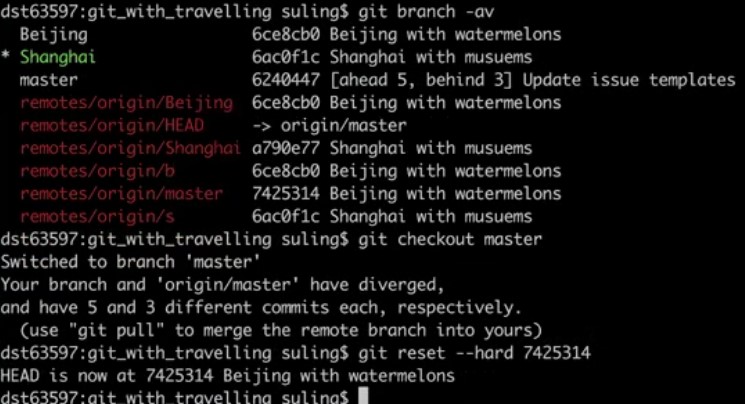 dst63597:git_with_travelling suling$ git branch -av
  Beijing                 6ce8cb0 Beijing with watermelons
* Shanghai                6ac0f1c Shanghai with musuems
  master                  6240447 [ahead 5, behind 3] Update issue templates
  remotes/origin/Beijing  6ce8cb0 Beijing with watermelons
  remotes/origin/HEAD     -> origin/master
  remotes/origin/Shanghai a790e77 Shanghai with musuems
  remotes/origin/b        6ce8cb0 Beijing with watermelons
  remotes/origin/master   7425314 Beijing with watermelons
  remotes/origin/s        6ac0f1c Shanghai with musuems
dst63597:git_with_travelling suling$ git checkout master
Switched to branch 'master'
Your branch and 'origin/master' have diverged,
and have 5 and 3 different commits each, respectively.
  (use "git pull" to merge the remote branch into yours)
dst63597:git_with_travelling suling$ git reset --hard 7425314
HEAD is now at 7425314 Beijing with watermelons
dst63597:git_with_travelling suling$